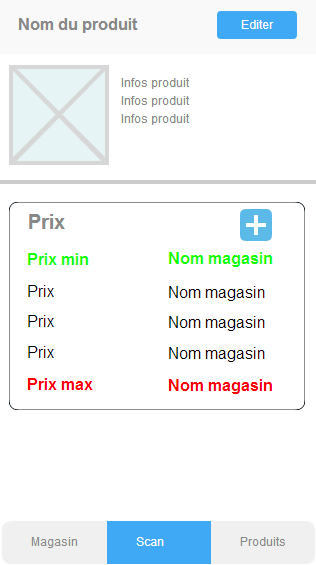 Nom du produit Editer
Infos produit
Infos produit
Infos produit
Prix
Prix min Nom magasin
Prix Nom magasin
Prix Nom magasin
Prix Nom magasin
Prix max Nom magasin
Magasin Scan Produits